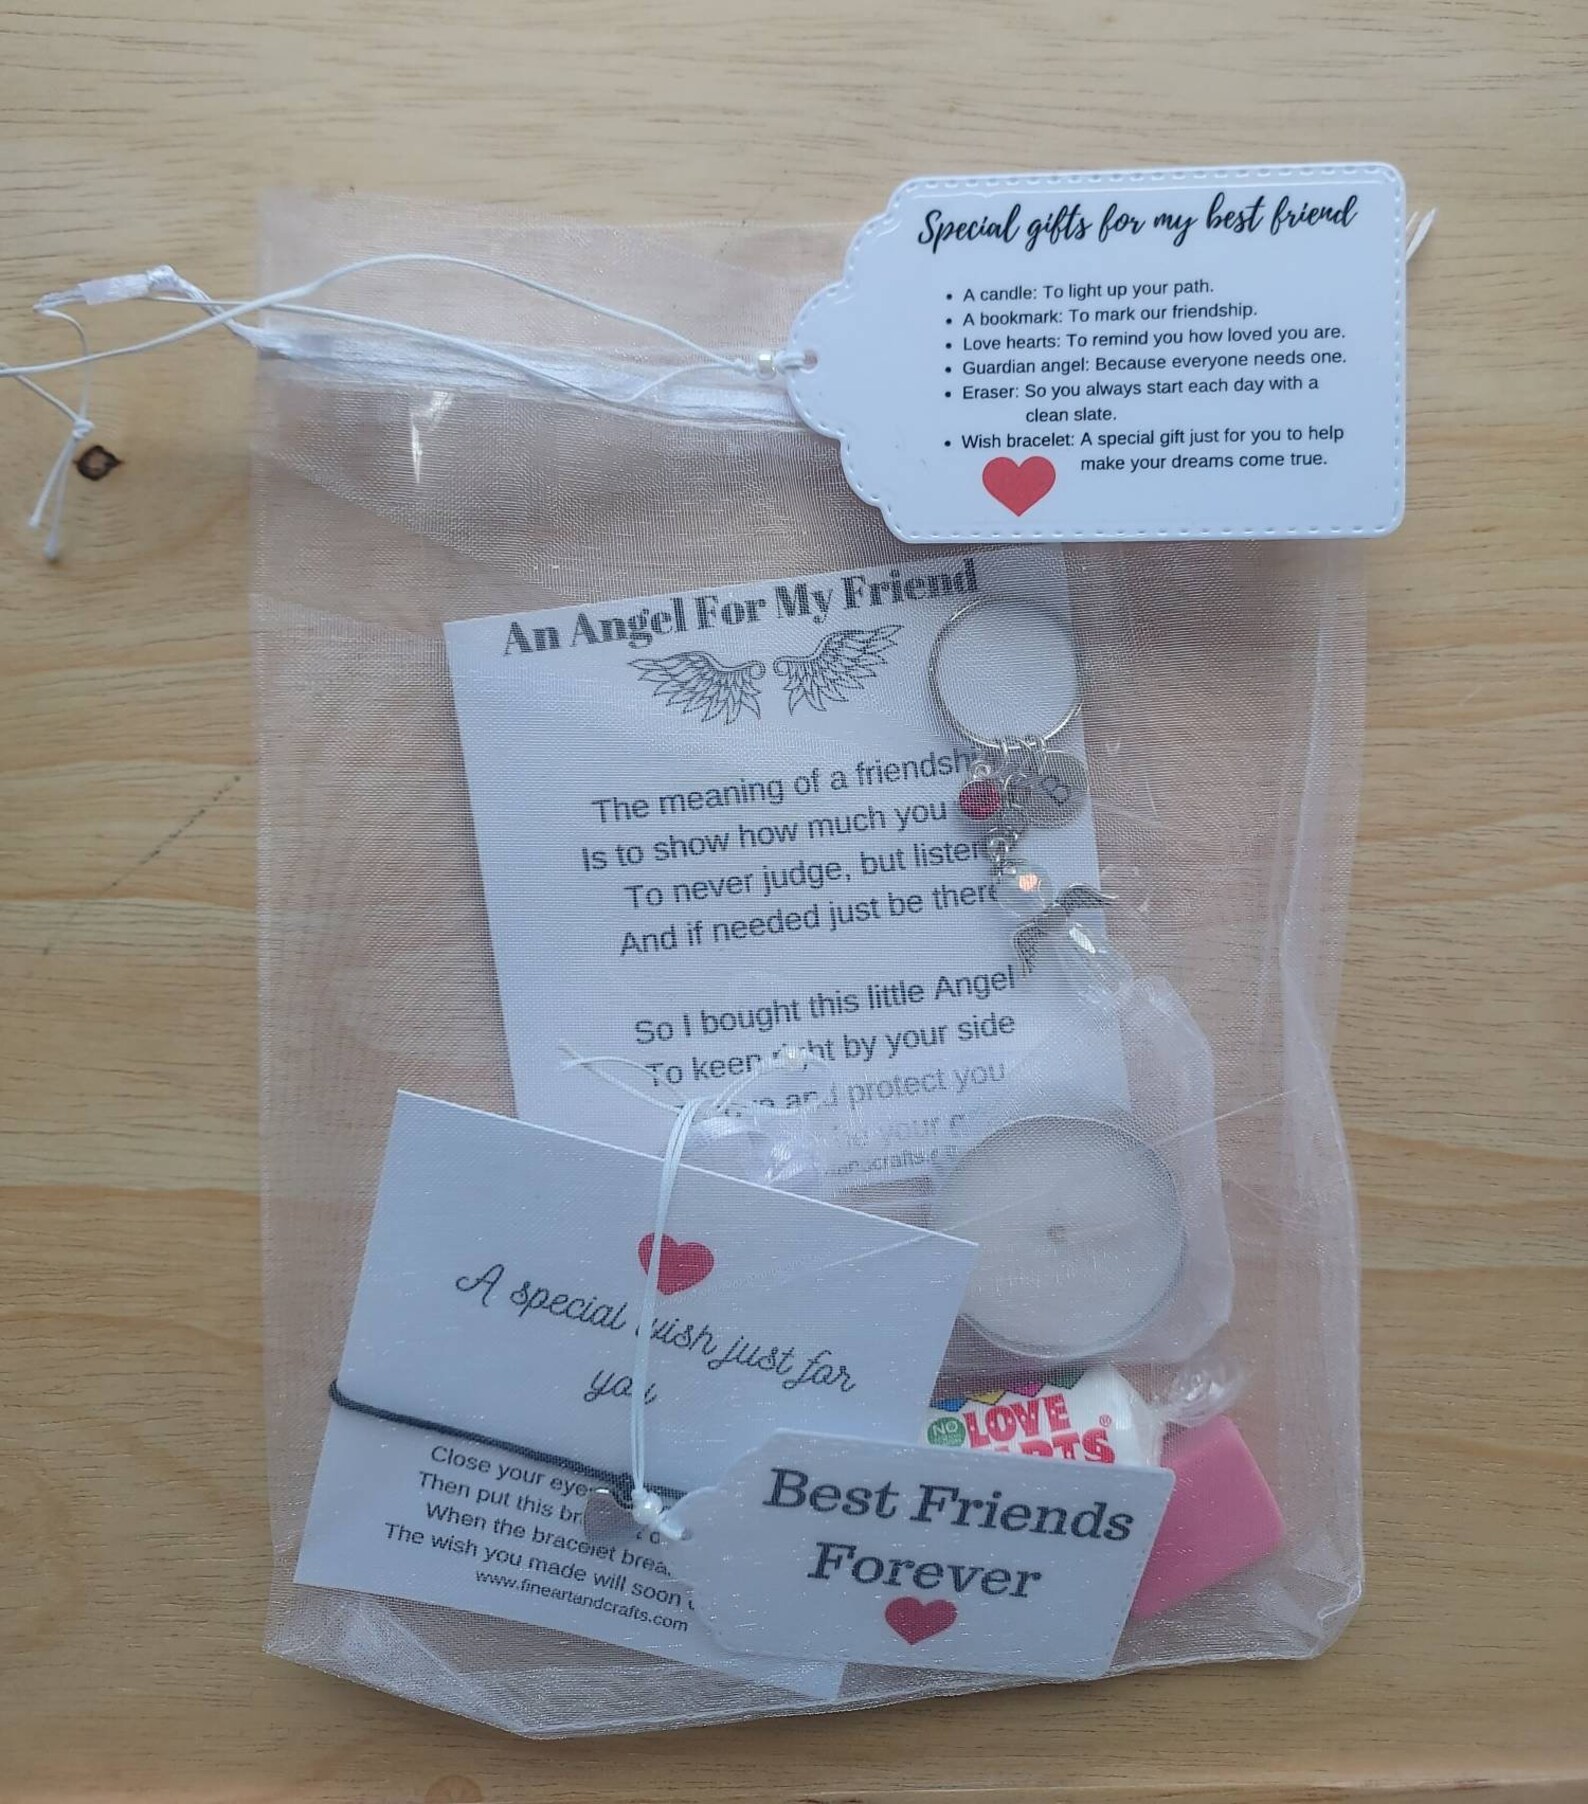 Special gifts for my best friend
• A candle: To light up your path.
• A bookmark: To mark our friendship.
• Love hearts: To remind you how loved you are.
• Guardian angel: Because everyone needs one.
• Eraser: So you always start each day with a
clean slate.
• Wish bracelet: A special gift just for you to help
make your dreams come true.
An Angel For My Friend
The meaning of a
Is to show how much you
To never judge, but listen
And if needed just be there
B
So I bought this little Angel
To keep right by your side
and protect you
your
A special wish just for
you
Close your
Then put this
When the bracelet
The wish you made will soon
www.fineartandcrafts.com
NO
LOVE
®
Best Friends
Forever